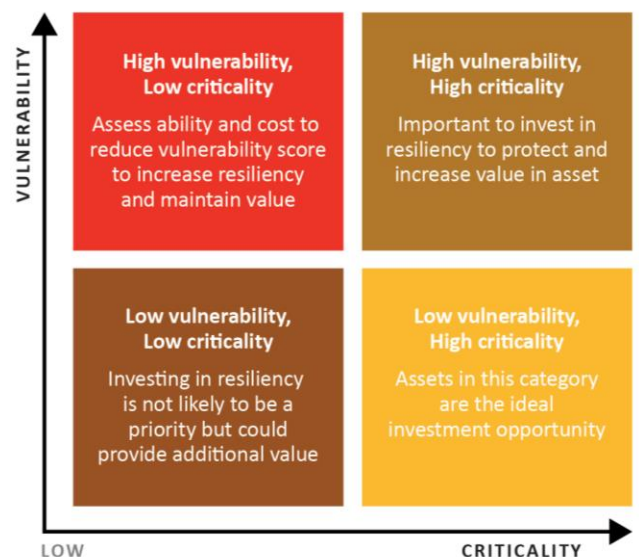 VULNERABILITY
High vulnerability,
Low criticality
Assess ability and cost to
reduce vulnerability score
to increase resiliency
and maintain value
High vulnerability,
High criticality
Important to invest in
resiliency to protect and
increase value in asset
Low vulnerability,
Low criticality
Investing in resiliency
is not likely to be a
priority but could
provide additional value
Low vulnerability,
High criticality
Assets in this category
are the ideal
investment opportunity
LOW
CRITICALITY